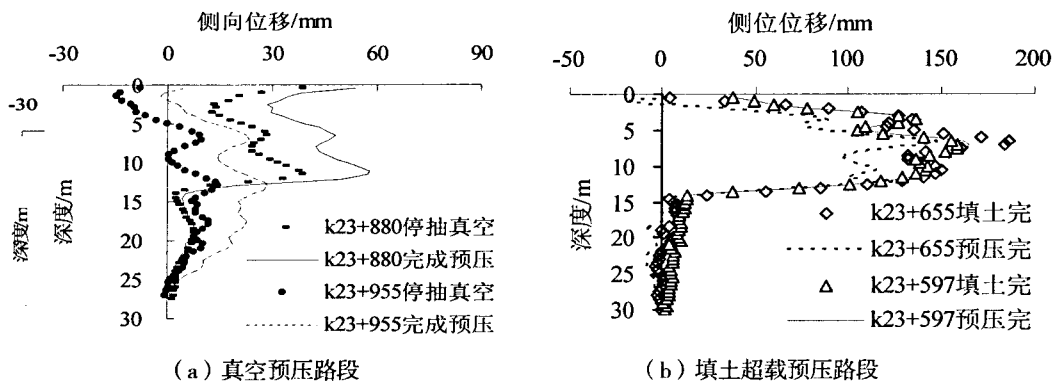 侧向位移/mm
-30
0
30
60
90
-30
0
5
10
15
20
25
30
深度/m
深度/m
k23+880停抽真空
k23+880完成预压
k23+955停抽真空
k23+955完成预压
(a)真空预压路段
侧位位移/mm
-50
0
50
100
150
200
0
5
10
15
20
25
30
深度/m
k23+655填土完
k23+655预压完
k23+597填土完
k23+597预压完
(b)填土超载预压路段